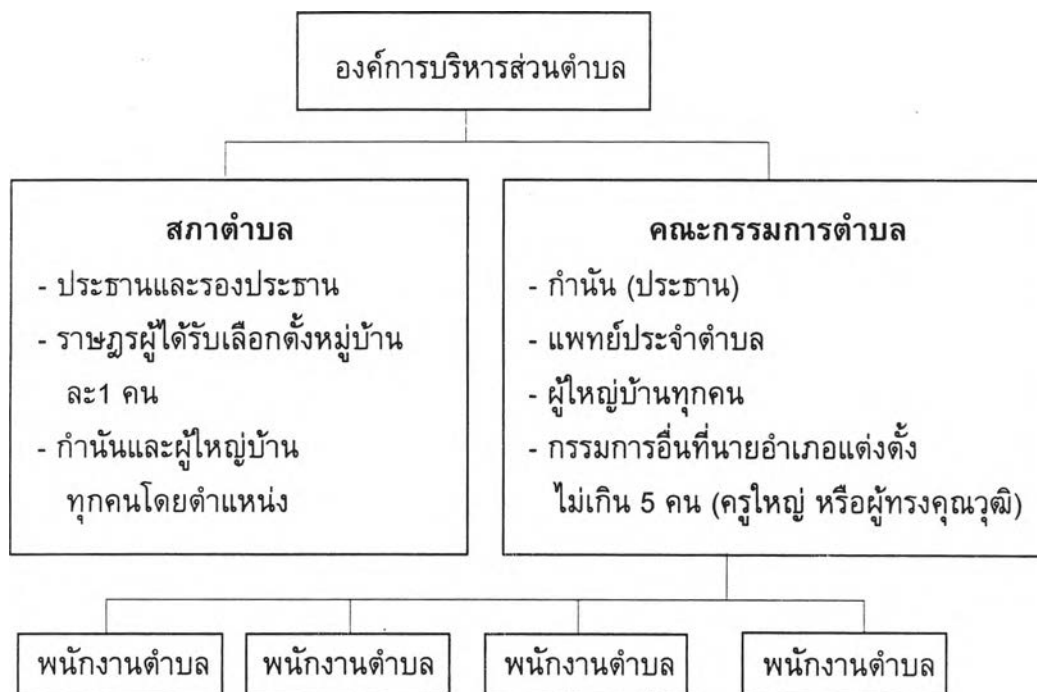 องค์การบริหารส่วนตำบล
สภาตำบล
- ประธานและรองประธาน
- ราษฎรผู้ได้รับเลือกตั้งหมู่บ้าน
ละ1 คน
- กำนันและผู้ใหญ่บ้าน
ทุกคนโดยตำแหน่ง
คณะกรรมการตำบล
- กำนัน (ประธาน)
- แพทย์ประจำตำบล
- ผู้ใหญ่บ้านทุกคน
- กรรมการอื่นที่นายอำเภอแต่งตั้ง
ไม่เกิน 5 คน (ครูใหญ่ หรือผู้ทรงคุณวุฒิ)
พนักงานตำบล
พนักงานตำบล
พนักงานตำบล
พนักงานตำบล